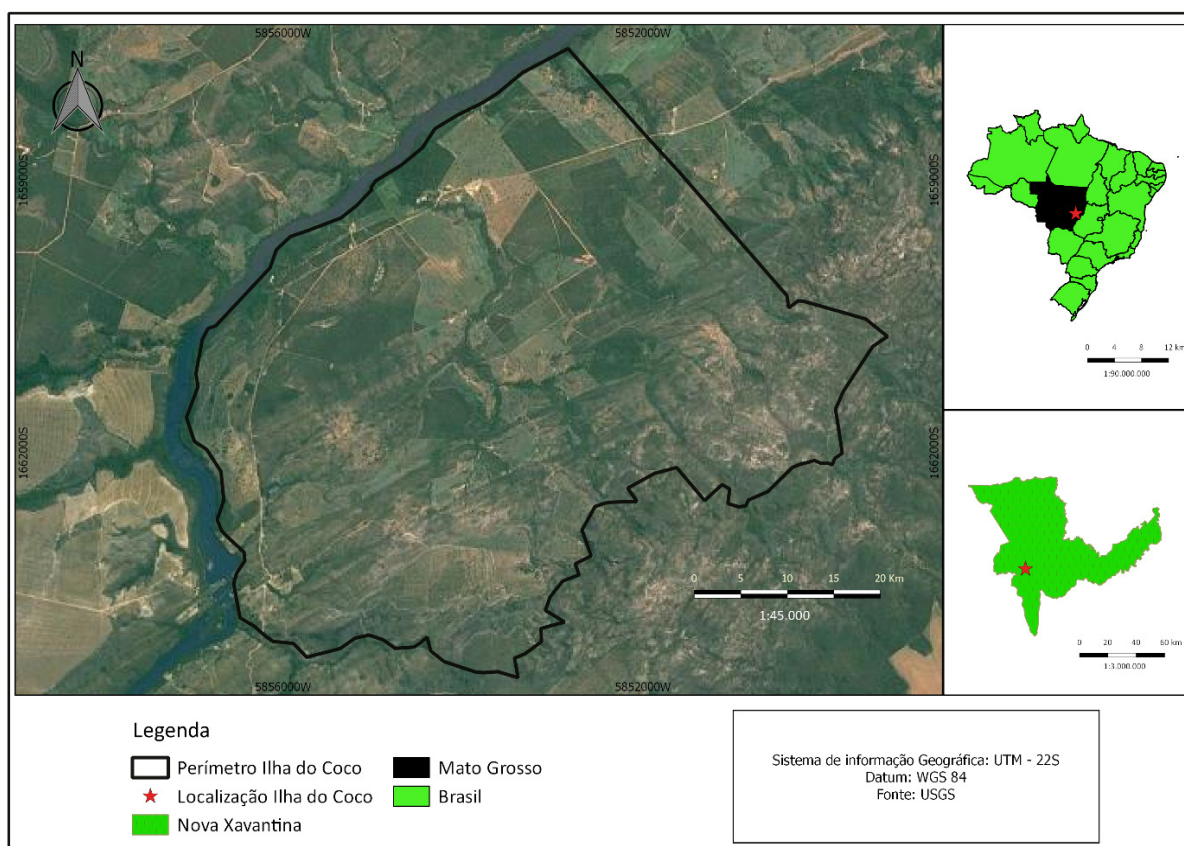 5856000W
5852000W
N
1659000S
1659000S
1662000S
1662000S
0 5 10 15 20 Km
1:45.000
5856000W
5852000W
0 4 8 12 km
1:90.000.000
0 20 40 60 km
1:3.000.000
Legenda
Perímetro Ilha do Coco
Mato Grosso
Localização Ilha do Coco
Brasil
Nova Xavantina
Sistema de informação Geográfica: UTM - 22S
Datum: WGS 84
Fonte: USGS